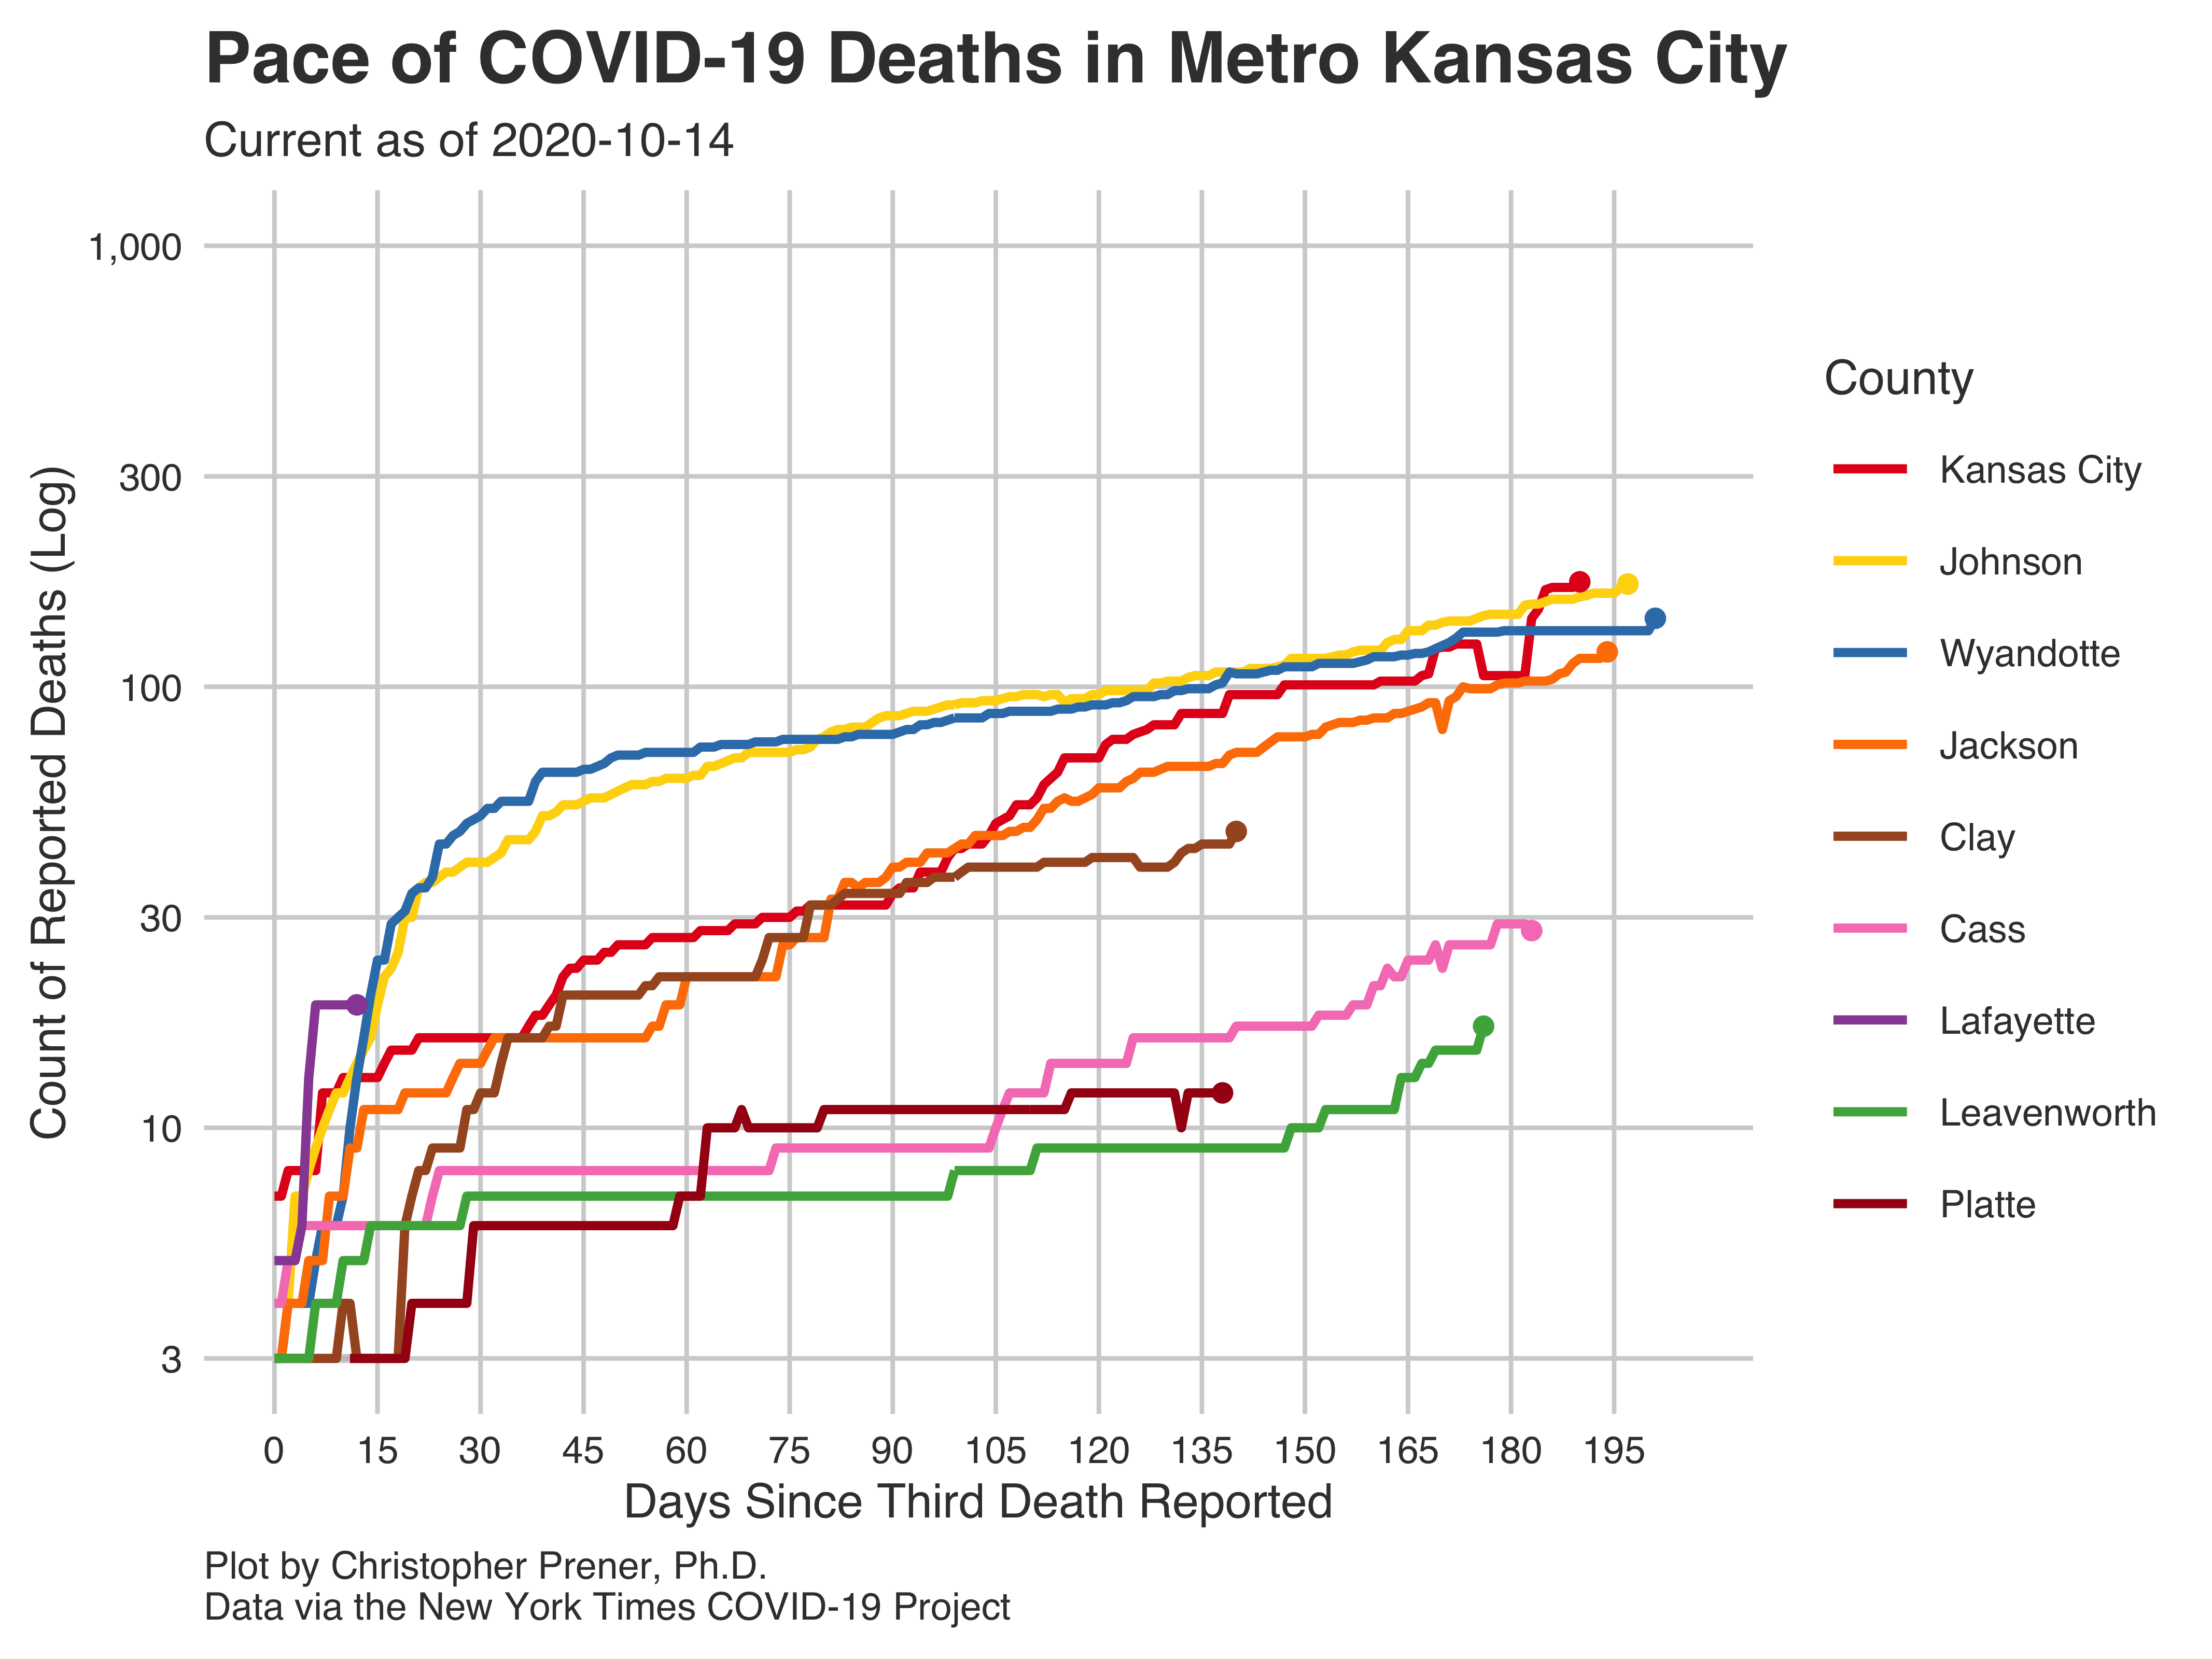 Pace of COVID-19 Deaths in Metro Kansas City
Current as of 2020-10-14
Count of Reported Deaths (Log)
1,000
300
100
30
10
3
0 15 30 45 60 75 90 105 120 135 150 165 180 195
Days Since Third Death Reported
County
Kansas City
Johnson
Wyandotte
Jackson
Clay
Cass
Lafayette
Leavenworth
Platte
Plot by Christopher Prener, Ph.D.
Data via the New York Times COVID-19 Project